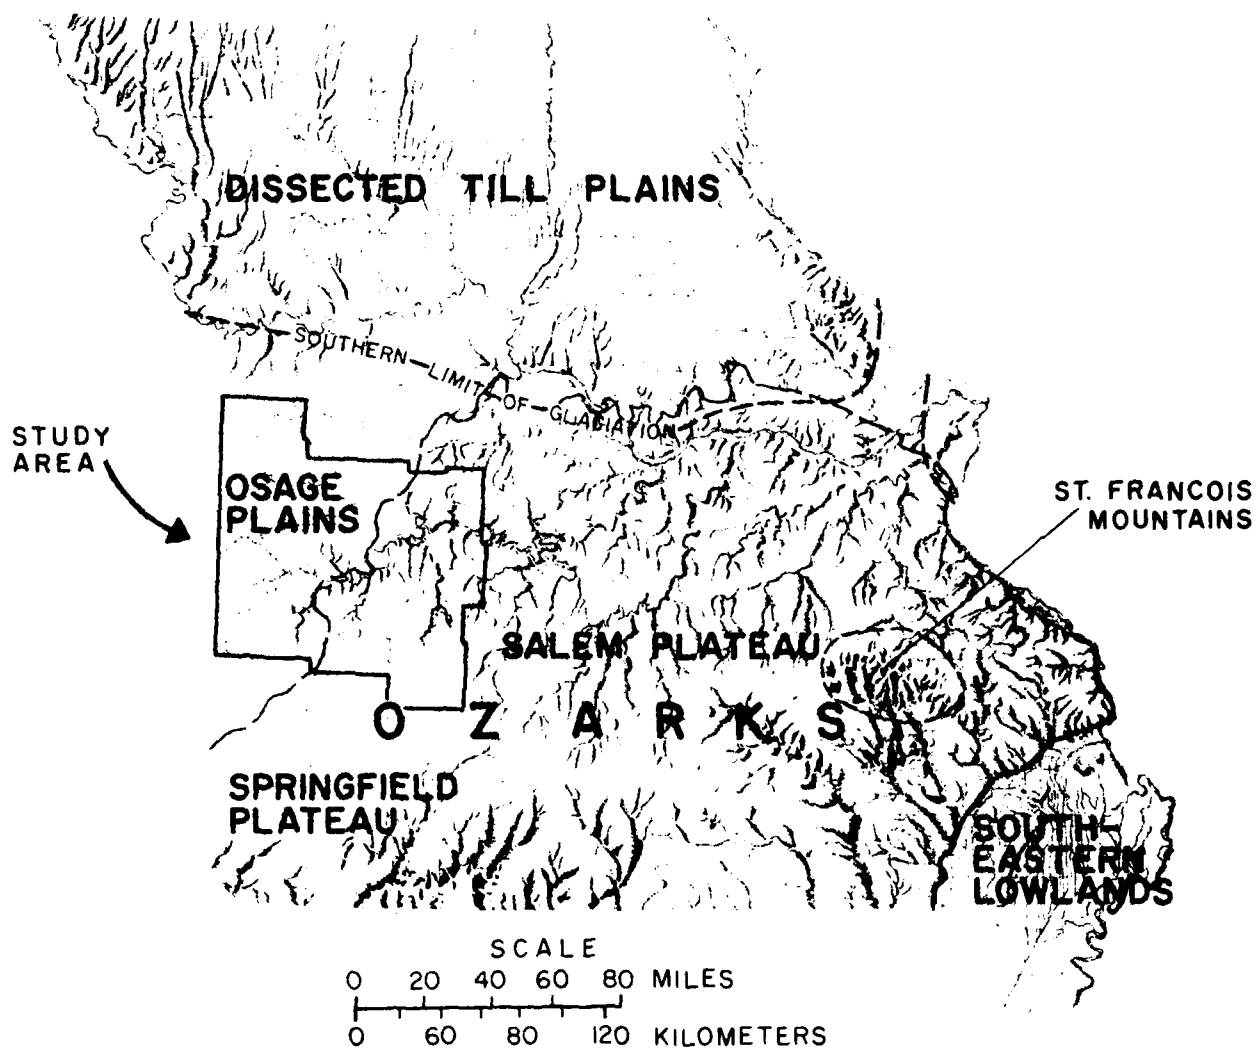 DISSECTED TILL PLAINS
SOUTHERN LIMIT OF GLACIATION
STUDY
AREA
OSAGE
PLAINS
ST. FRANCOIS
MOUNTAINS
SALEM PLATEAU
OZARKS
SPRINGFIELD
PLATEAU
SOUTH-
EASTERN
LOWLANDS
SCALE
0 20 40 60 80 MILES
0 60 80 120 KILOMETERS